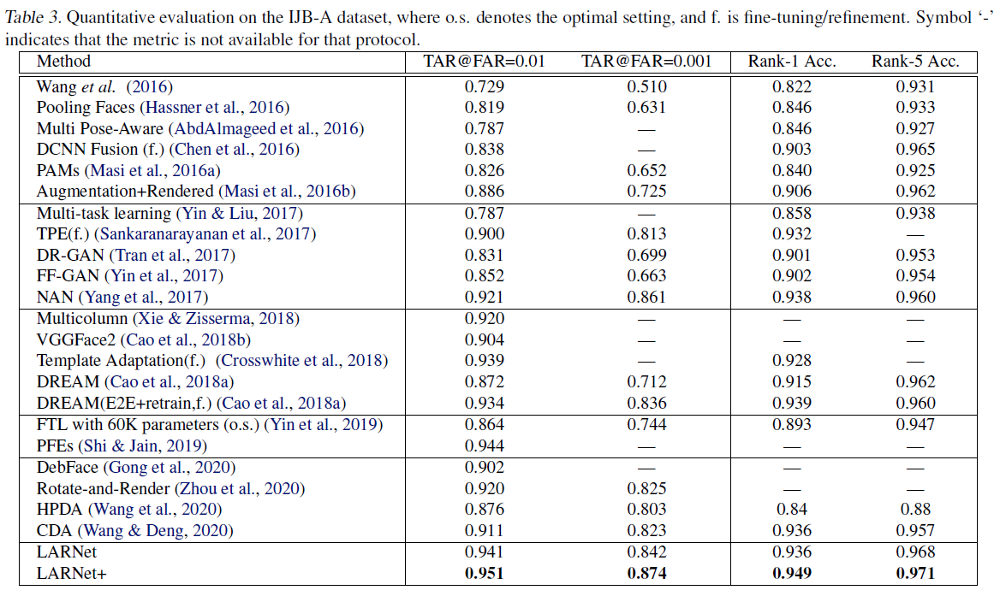 Table 3. Quantitative evaluation on the IJB-A dataset, where o.s. denotes the optimal setting, and f. is fine-tuning/refinement. Symbol ‘-’
indicates that the metric is not available for that protocol.
Method TAR@FAR=0.01 TAR@FAR=0.001 Rank-1 Acc. Rank-5 Acc.
Wang et al. (2016) 0.729 0.510 0.822 0.931
Pooling Faces (Hassner et al., 2016) 0.819 0.631 0.846 0.933
Multi Pose-Aware (AbdAlmageed et al., 2016) 0.787 — 0.846 0.927
DCNN Fusion (f.) (Chen et al., 2016) 0.838 — 0.903 0.965
PAMs (Masi et al., 2016a) 0.826 0.652 0.840 0.925
Augmentation+Rendered (Masi et al., 2016b) 0.886 0.725 0.906 0.962
Multi-task learning (Yin & Liu, 2017) 0.787 — 0.858 0.938
TPE(f.) (Sankaranarayanan et al., 2017) 0.900 0.813 0.932 —
DR-GAN (Tran et al., 2017) 0.831 0.699 0.901 0.953
FF-GAN (Yin et al., 2017) 0.852 0.663 0.902 0.954
NAN (Yang et al., 2017) 0.921 0.861 0.938 0.960
Multicolumn (Xie & Zisserma, 2018) 0.920 — — —
VGGFace2 (Cao et al., 2018b) 0.904 — — —
Template Adaptation(f.) (Crosswhite et al., 2018) 0.939 — 0.928 —
DREAM (Cao et al., 2018a) 0.872 0.712 0.915 0.962
DREAM(E2E+retrain,f.) (Cao et al., 2018a) 0.934 0.836 0.939 0.960
FTL with 60K parameters (o.s.) (Yin et al., 2019) 0.864 0.744 0.893 0.947
PFEs (Shi & Jain, 2019) 0.944 — — —
DebFace (Gong et al., 2020) 0.902 — — —
Rotate-and-Render (Zhou et al., 2020) 0.920 0.825 — —
HPDA (Wang et al., 2020) 0.876 0.803 0.84 0.88
CDA (Wang & Deng, 2020) 0.911 0.823 0.936 0.957
LARNet 0.941 0.842 0.936 0.968
LARNet+ 0.951 0.874 0.949 0.971